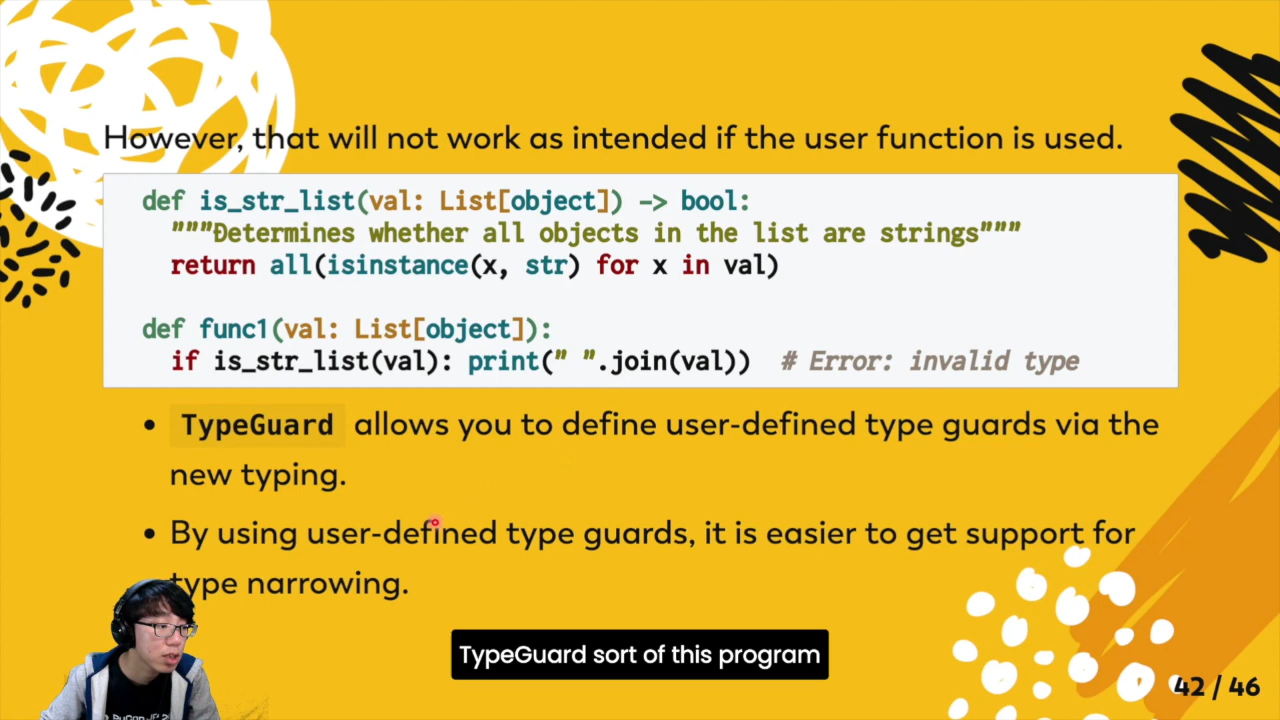 However, that will not work as intended if the user function is used.
def is_str_list(val: List[object]) -> bool:
"""Determines whether all objects in the list are strings"""
return all(isinstance(x, str) for x in val)
def func1(val: List[object]):
if is_str_list(val): print(" ".join(val)) # Error: invalid type
• TypeGuard allows you to define user-defined type guards via the
new typing.
• By using user-defined type guards, it is easier to get support for
type narrowing.
TypeGuard sort of this program
42 / 46